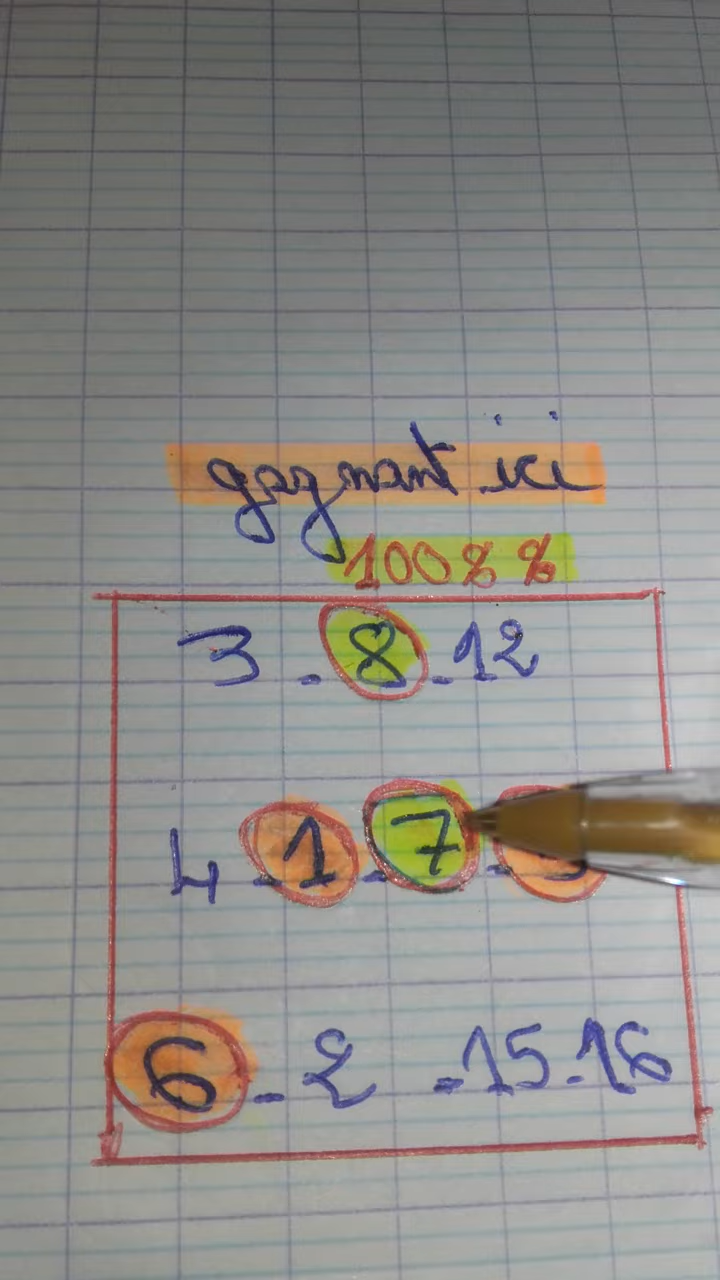 gagnant ici
100%%
3 - 8 - 12
4 - 1 - 7 -
6 - 2 - 15 - 16